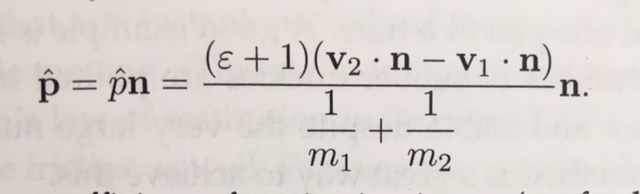 p̂ = p̂n = (ε + 1)(v₂ · n − v₁ · n) / (1/m₁ + 1/m₂) n.